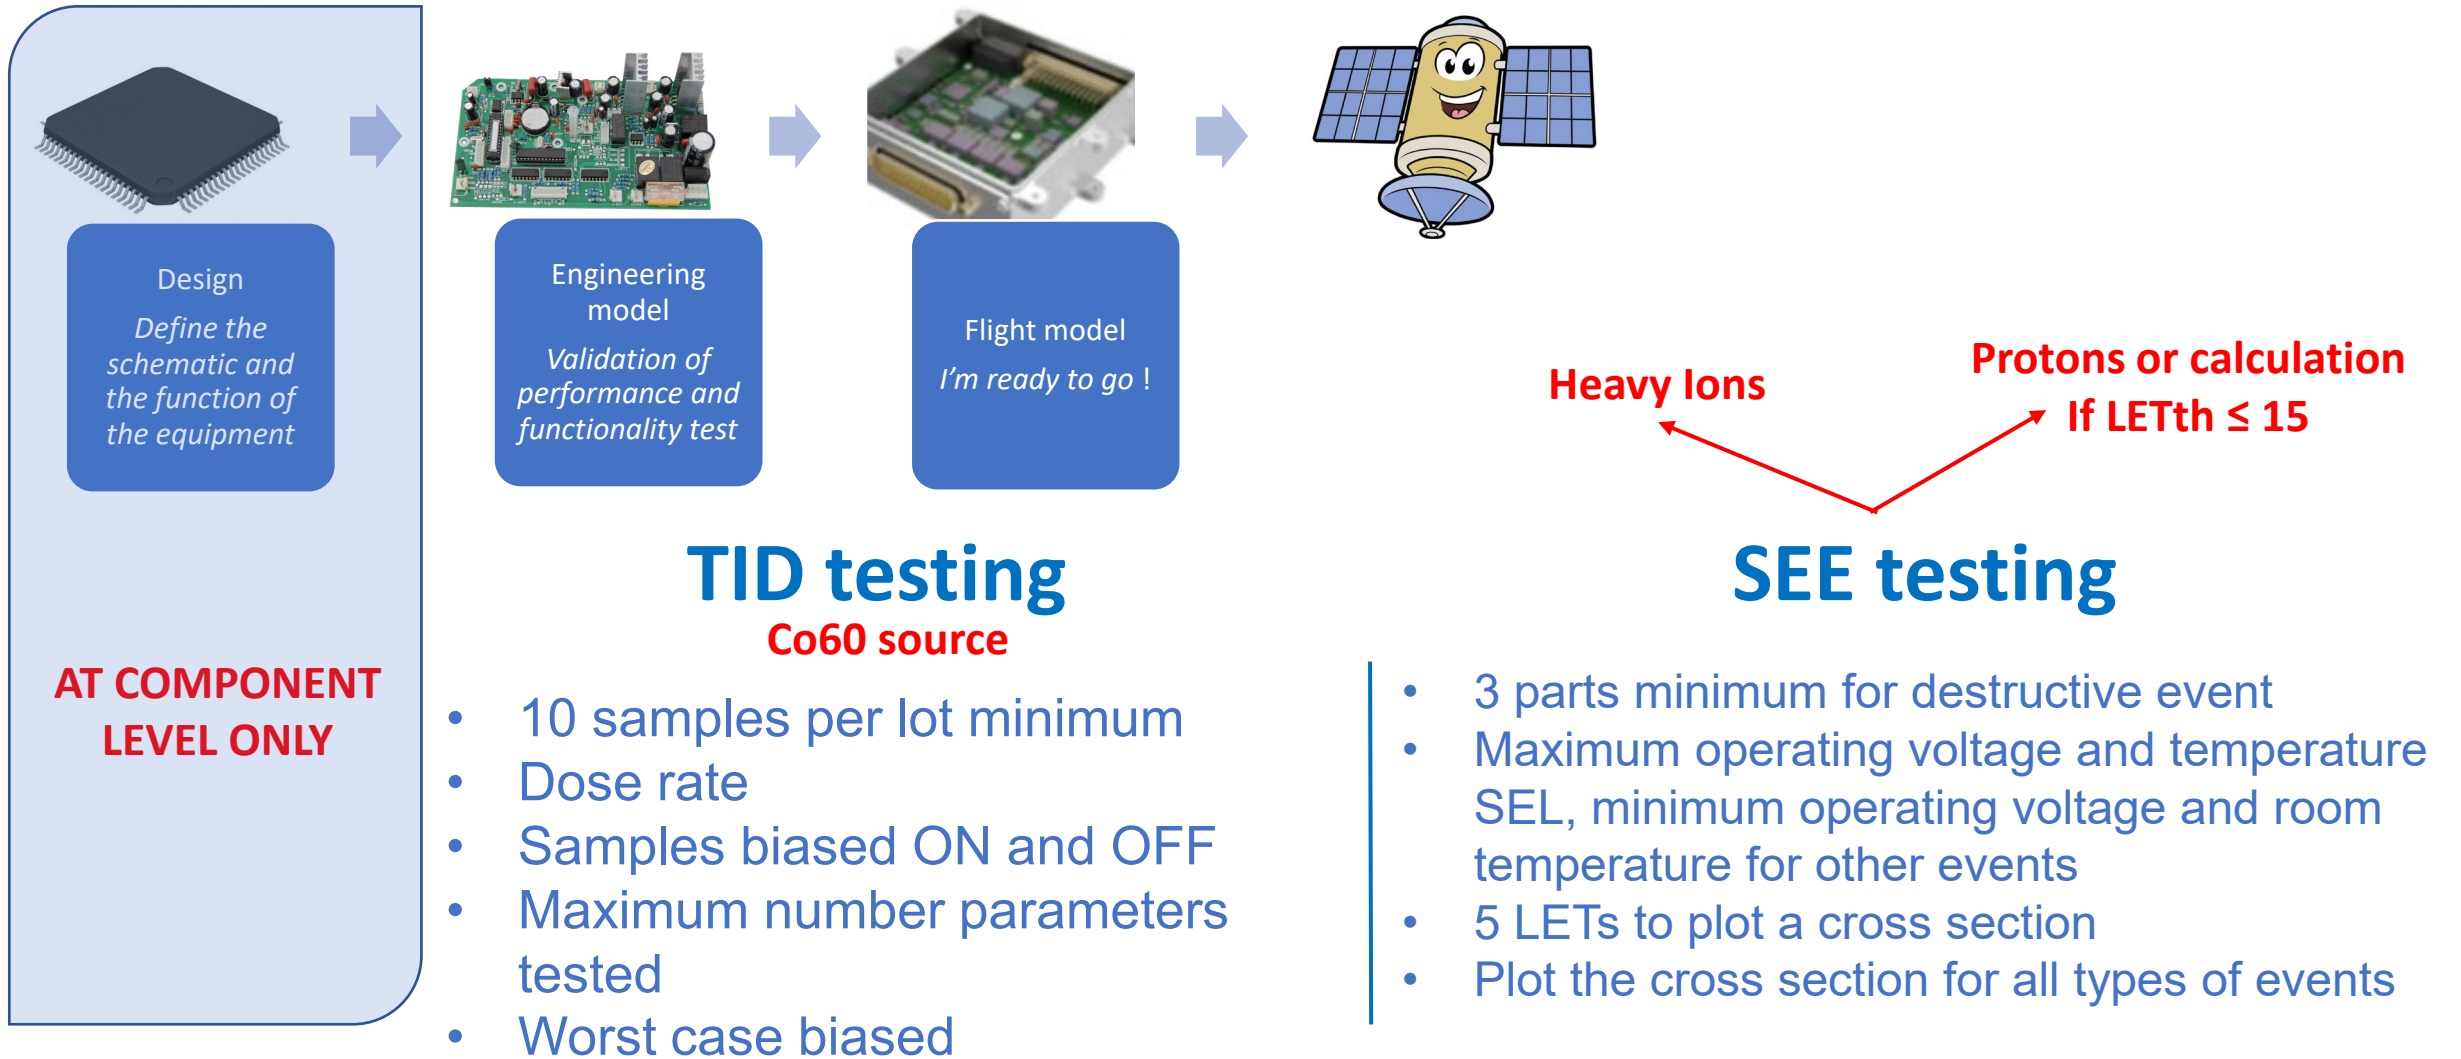 Design
Define the
schematic and
the function of
the equipment
AT COMPONENT
LEVEL ONLY
Engineering
model
Validation of
performance and
functionality test
Flight model
I'm ready to go !
TID testing
Co60 source
• 10 samples per lot minimum
• Dose rate
• Samples biased ON and OFF
• Maximum number parameters
tested
• Worst case biased
Heavy Ions
Protons or calculation
If LETth ≤ 15
SEE testing
• 3 parts minimum for destructive event
• Maximum operating voltage and temperature
SEL, minimum operating voltage and room
temperature for other events
• 5 LETs to plot a cross section
• Plot the cross section for all types of events